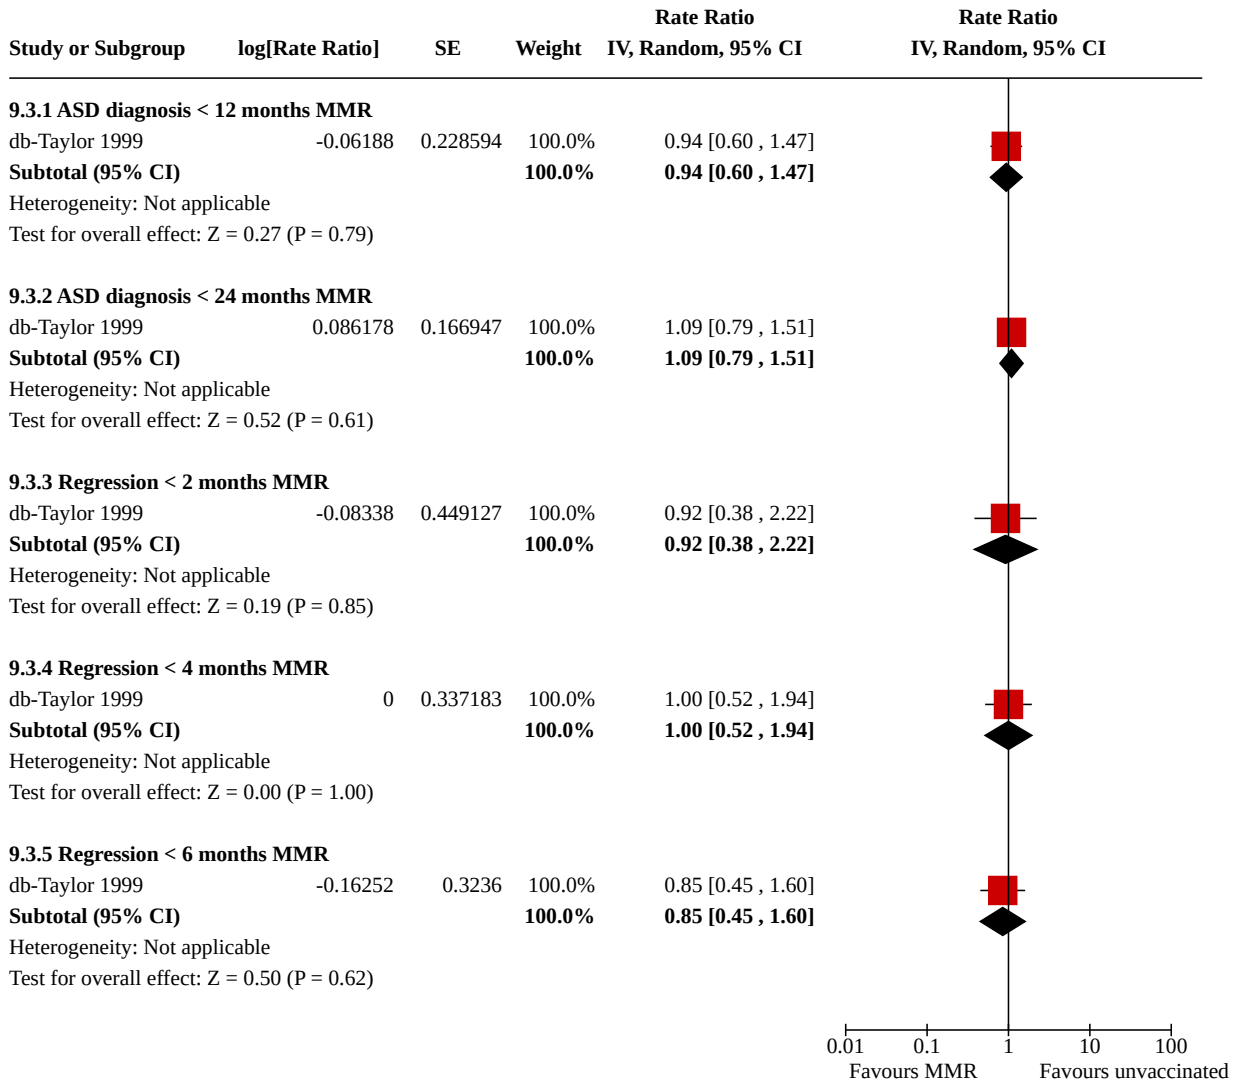 Rate Ratio Rate Ratio
Study or Subgroup log[Rate Ratio] SE Weight IV, Random, 95% CI IV, Random, 95% CI
9.3.1 ASD diagnosis < 12 months MMR
db-Taylor 1999 -0.06188 0.228594 100.0% 0.94 [0.60 , 1.47]
Subtotal (95% CI) 100.0% 0.94 [0.60 , 1.47]
Heterogeneity: Not applicable
Test for overall effect: Z = 0.27 (P = 0.79)
9.3.2 ASD diagnosis < 24 months MMR
db-Taylor 1999 0.086178 0.166947 100.0% 1.09 [0.79 , 1.51]
Subtotal (95% CI) 100.0% 1.09 [0.79 , 1.51]
Heterogeneity: Not applicable
Test for overall effect: Z = 0.52 (P = 0.61)
9.3.3 Regression < 2 months MMR
db-Taylor 1999 -0.08338 0.449127 100.0% 0.92 [0.38 , 2.22]
Subtotal (95% CI) 100.0% 0.92 [0.38 , 2.22]
Heterogeneity: Not applicable
Test for overall effect: Z = 0.19 (P = 0.85)
9.3.4 Regression < 4 months MMR
db-Taylor 1999 0 0.337183 100.0% 1.00 [0.52 , 1.94]
Subtotal (95% CI) 100.0% 1.00 [0.52 , 1.94]
Heterogeneity: Not applicable
Test for overall effect: Z = 0.00 (P = 1.00)
9.3.5 Regression < 6 months MMR
db-Taylor 1999 -0.16252 0.3236 100.0% 0.85 [0.45 , 1.60]
Subtotal (95% CI) 100.0% 0.85 [0.45 , 1.60]
Heterogeneity: Not applicable
Test for overall effect: Z = 0.50 (P = 0.62)
0.01 0.1 1 10 100
Favours MMR Favours unvaccinated